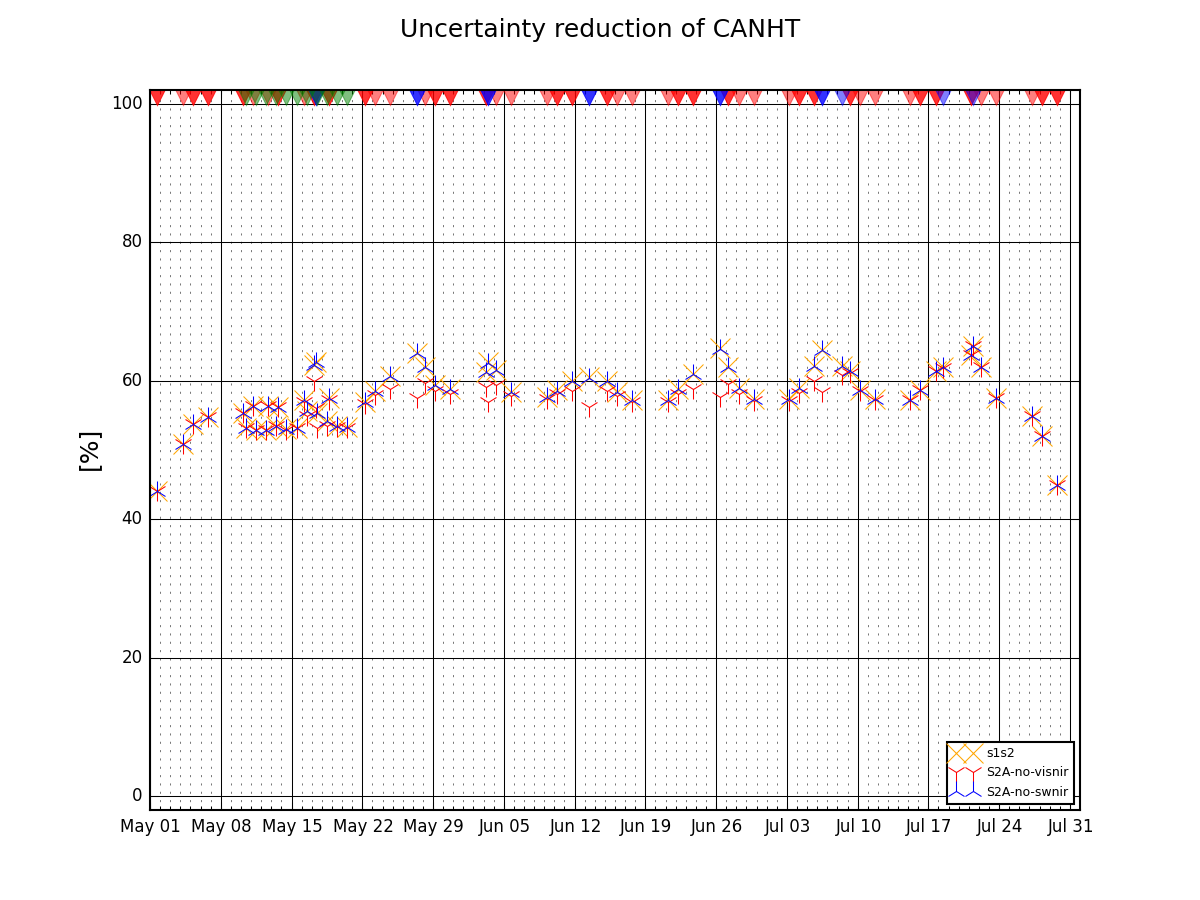 Uncertainty reduction of CANHT
100
80
60
40
20
0
[%]
May 01 May 08 May 15 May 22 May 29 Jun 05 Jun 12 Jun 19 Jun 26 Jul 03 Jul 10 Jul 17 Jul 24 Jul 31
s1s2
S2A-no-visnir
S2A-no-swnir